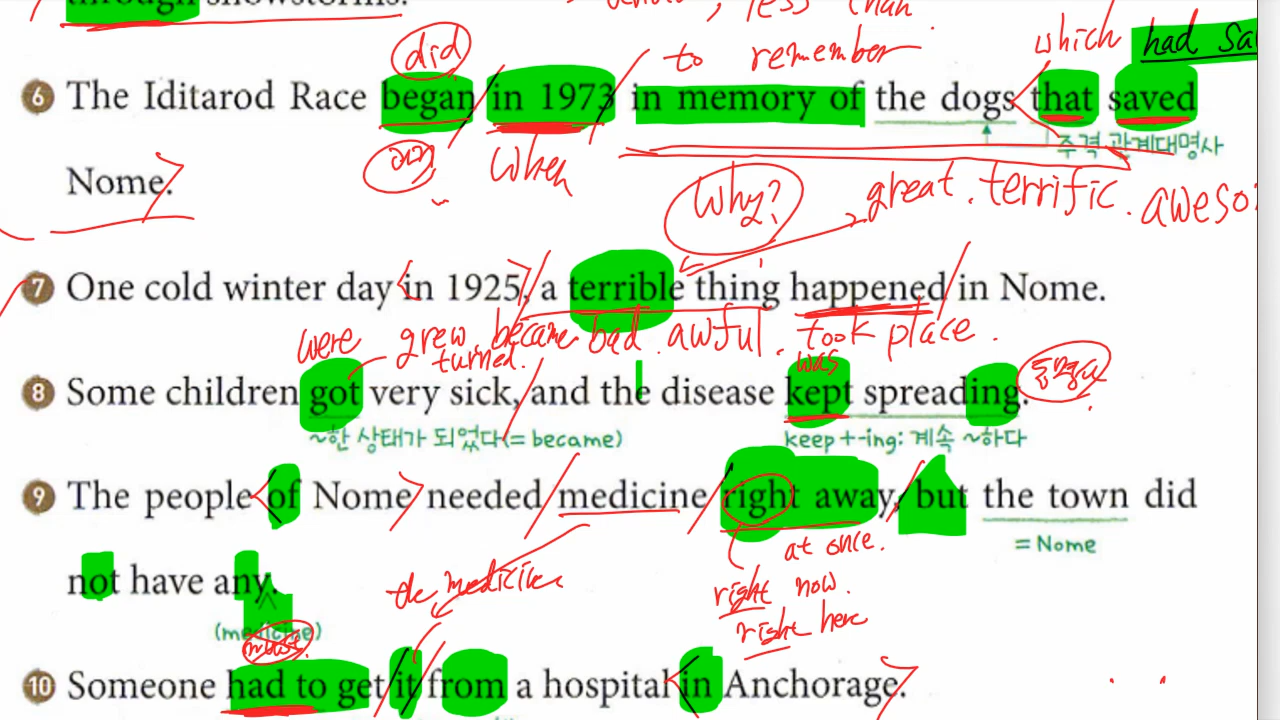 through snowstorms.
less than
to remember
which had sa
did
6 The Iditarod Race began in 1973 in memory of the dogs that saved
주격 관계대명사
when
Nome.
Why?
great. terrific. aweso
7 One cold winter day in 1925, a terrible thing happened in Nome.
were grew. became bad. awful. took place.
turned. was
8 Some children got very sick, and the disease kept spreading.
~한 상태가 되었다(= became) keep+-ing: 계속 ~하다
9 The people of Nome needed medicine right away, but the town did
at once. = Nome
not have any.
the medicine right now.
(medicine) right here
must.
10 Someone had to get it from a hospital in Anchorage.